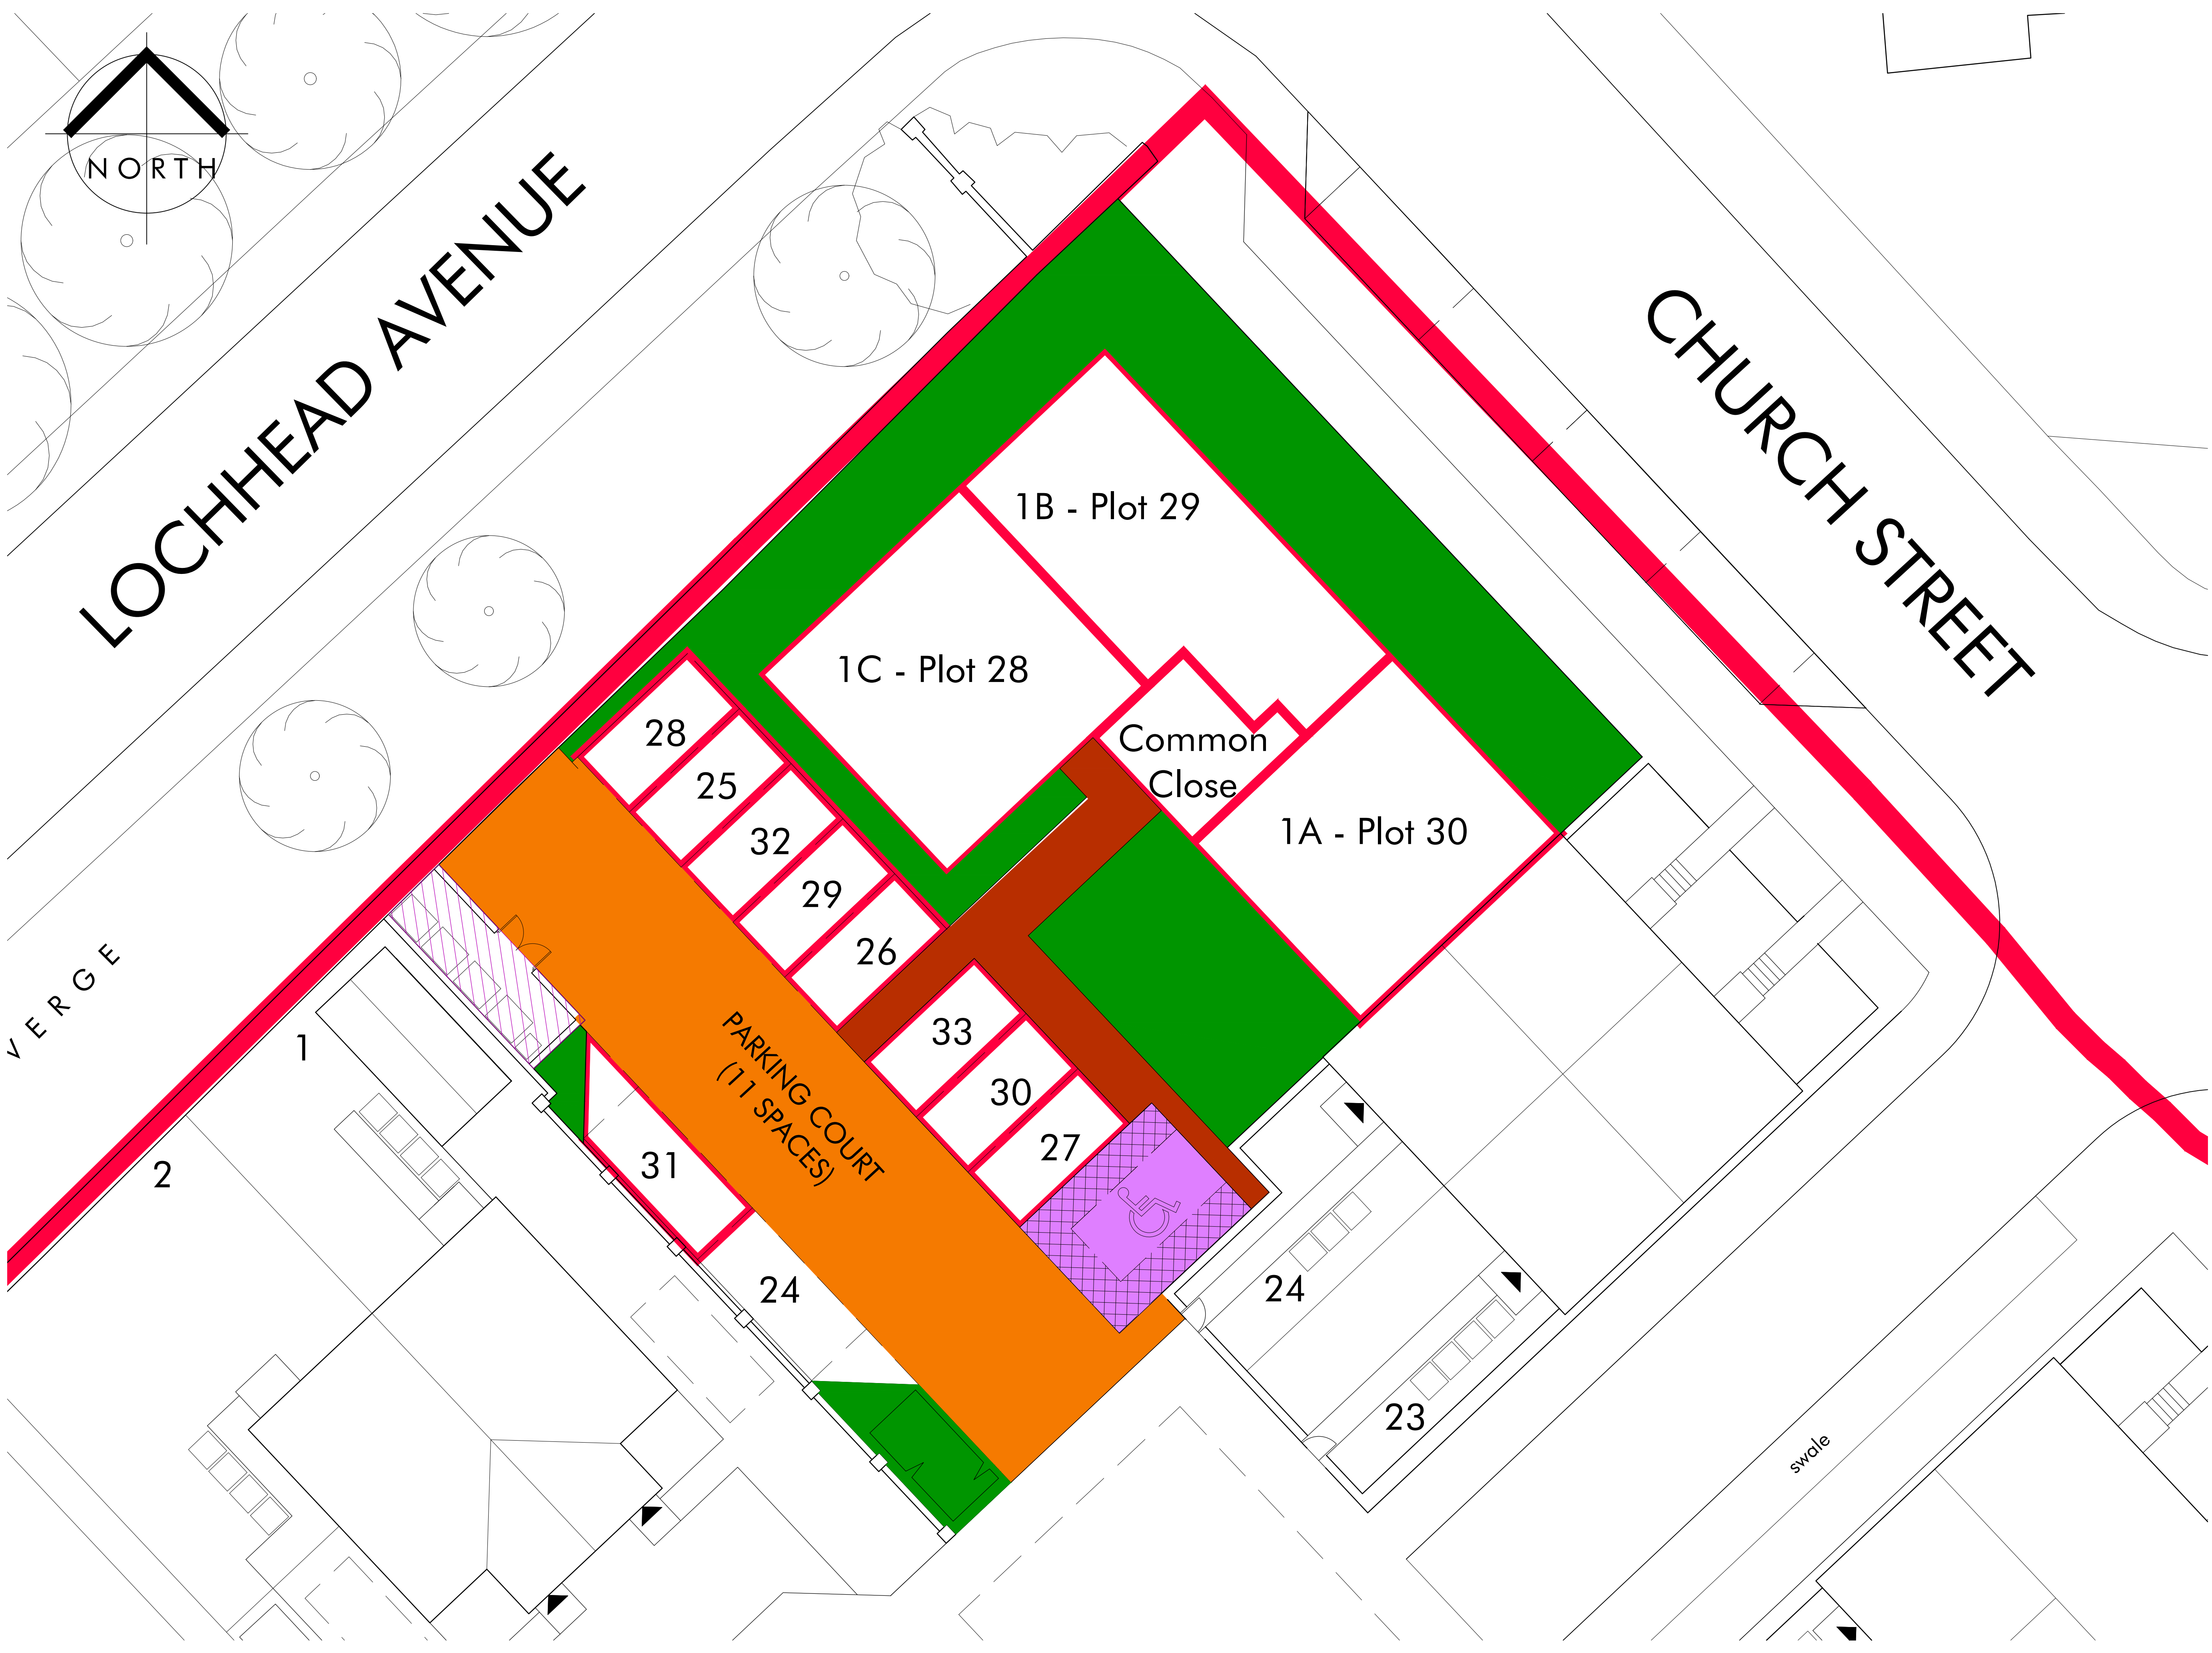 NORTH
LOCHHEAD AVENUE
CHURCH STREET
1B - Plot 29
1C - Plot 28
Common
Close
1A - Plot 30
28
25
32
29
26
33
30
27
31
24
PARKING COURT
(11 SPACES)
VERGE
1
2
24
23
swale